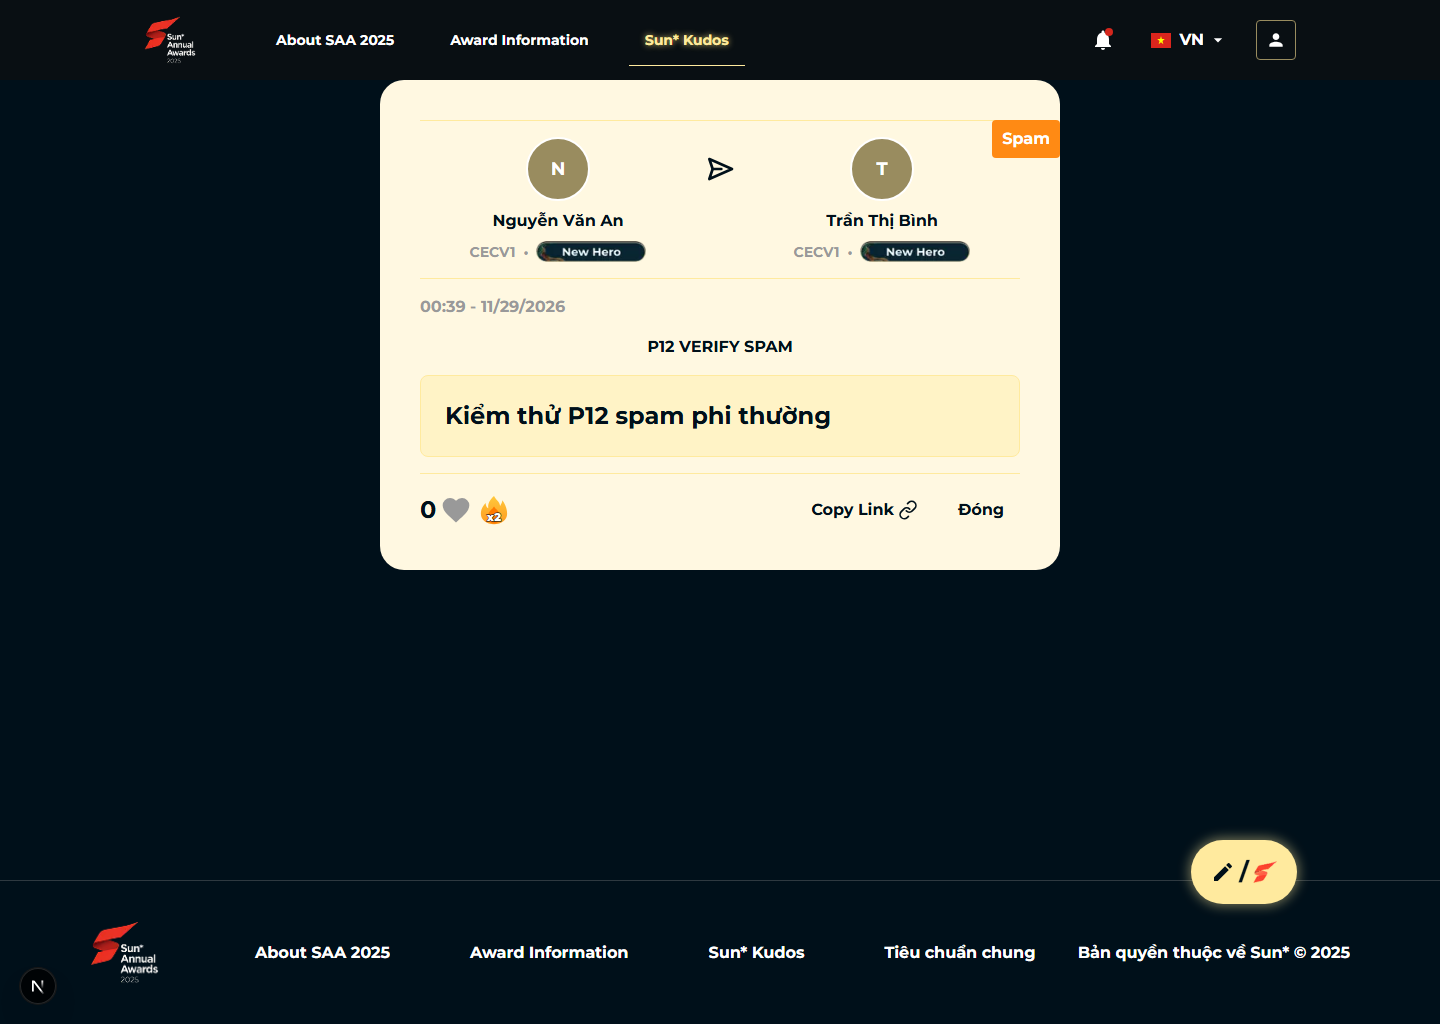 Sun*
Annual
Awards
2025
About SAA 2025
Award Information
Sun* Kudos
VN
Spam
N
T
Nguyễn Văn An
Trần Thị Bình
CECV1 • New Hero
CECV1 • New Hero
00:39 - 11/29/2026
P12 VERIFY SPAM
Kiểm thử P12 spam phi thường
0
x2
Copy Link
Đóng
/
Sun*
Annual
Awards
2025
About SAA 2025
Award Information
Sun* Kudos
Tiêu chuẩn chung
Bản quyền thuộc về Sun* © 2025
N